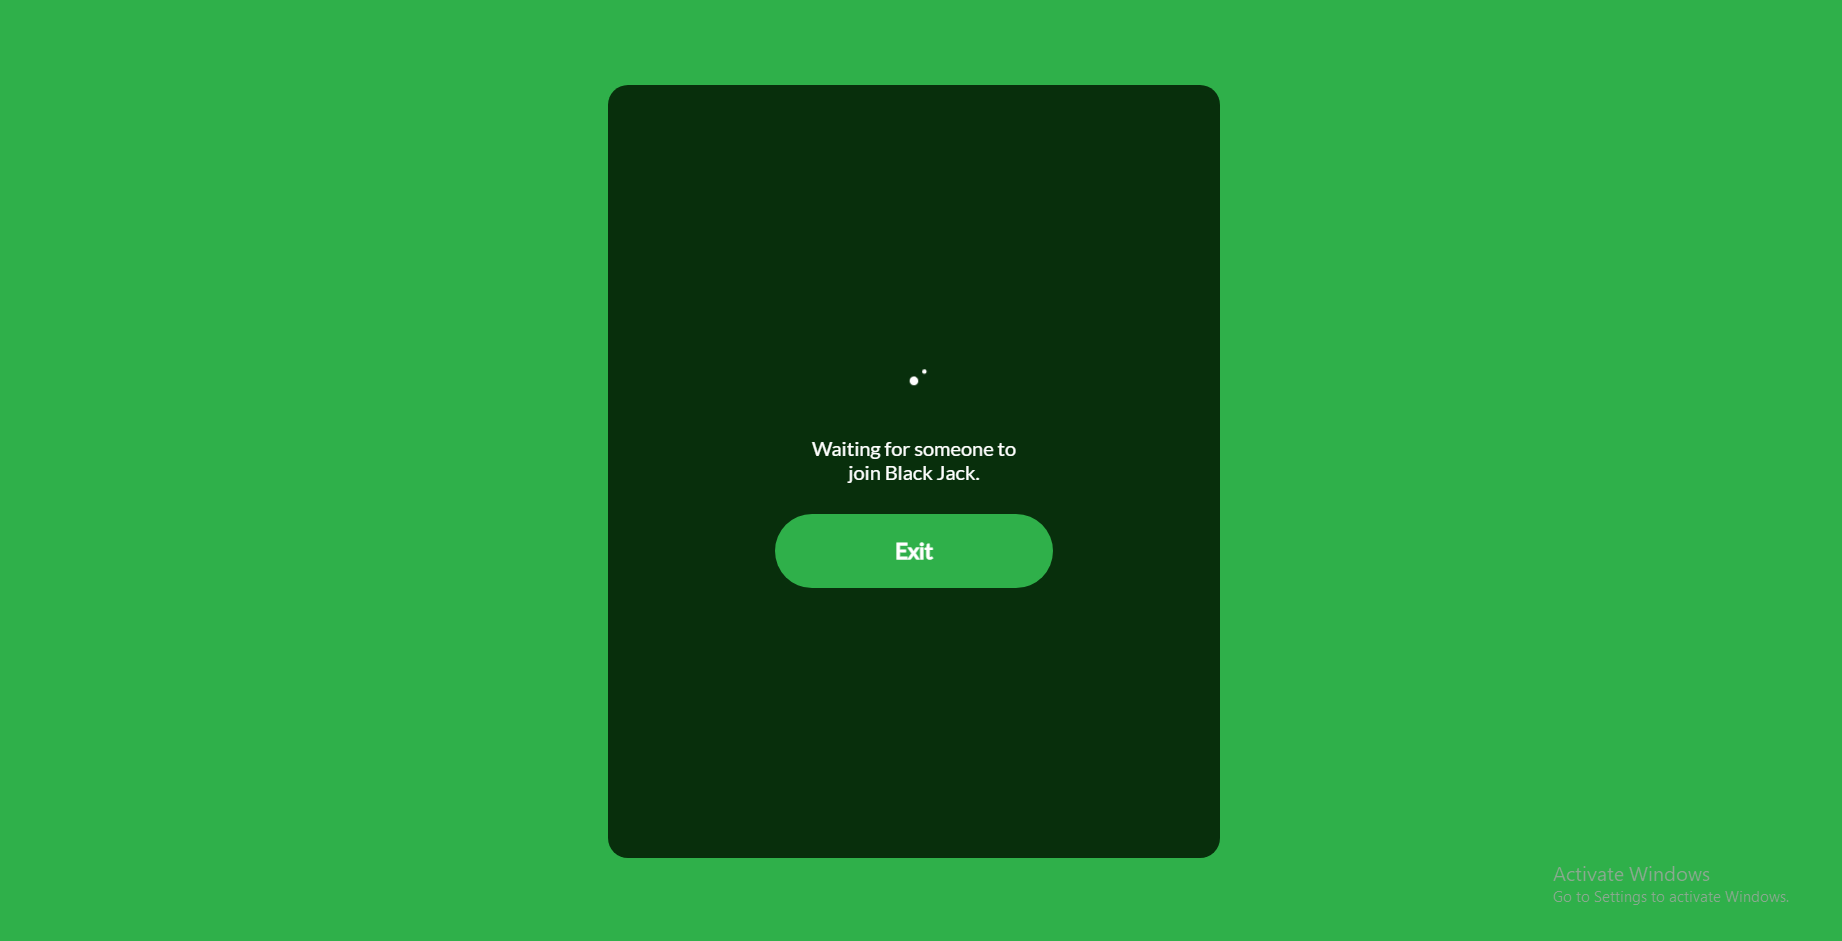 Waiting for someone to
join Black Jack.
Exit
Activate Windows
Go to Settings to activate Windows.